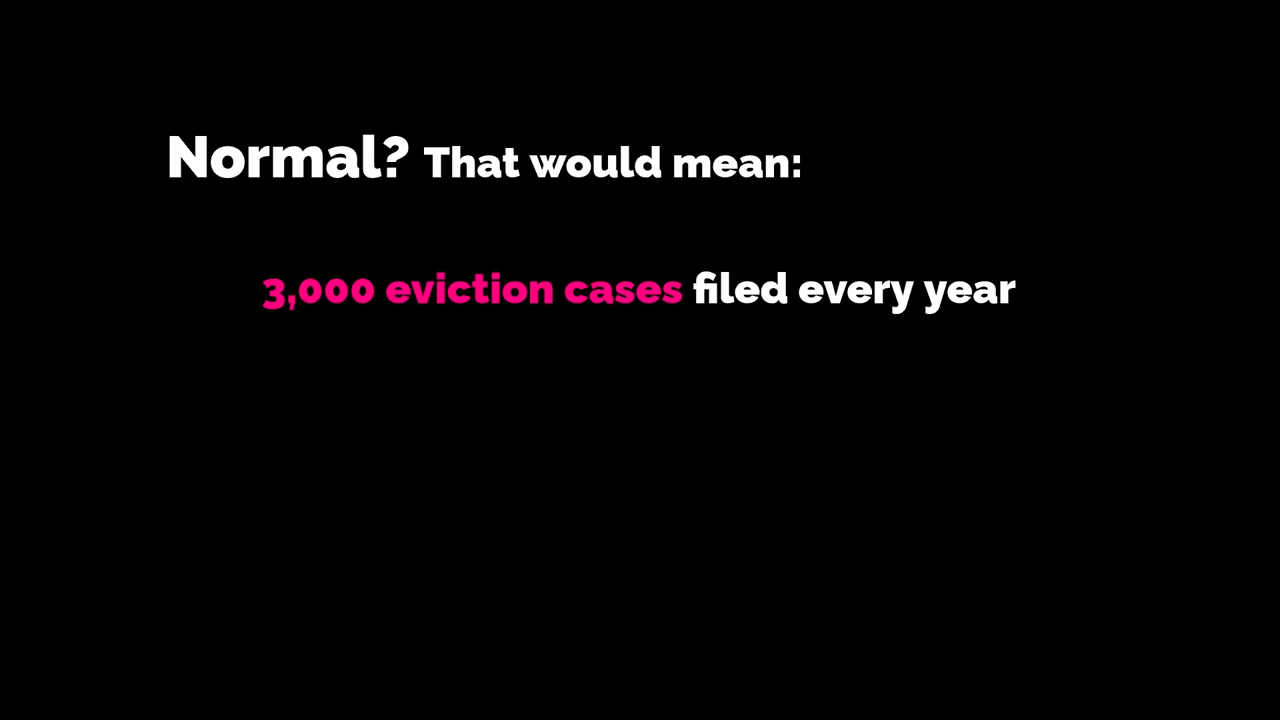 Normal? That would mean:
3,000 eviction cases filed every year